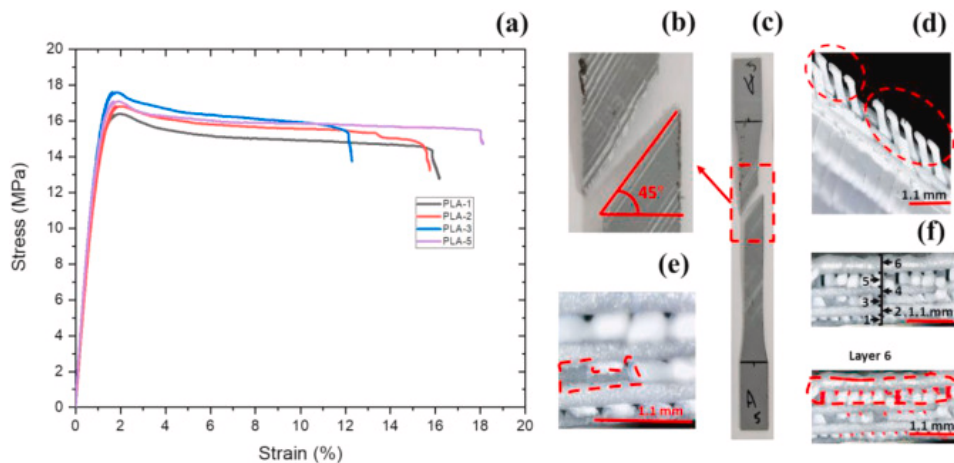 (a)
20
18
16
14
12
10
8
6
4
2
0
Stress (MPa)
0 2 4 6 8 10 12 14 16 18 20
Strain (%)
PLA-1
PLA-2
PLA-3
PLA-5
(b)
45°
(c)
A
5
(d)
1.1 mm
(e)
1.1 mm
(f)
6
5
4
3
2
1
1.1 mm
Layer 6
1.1 mm